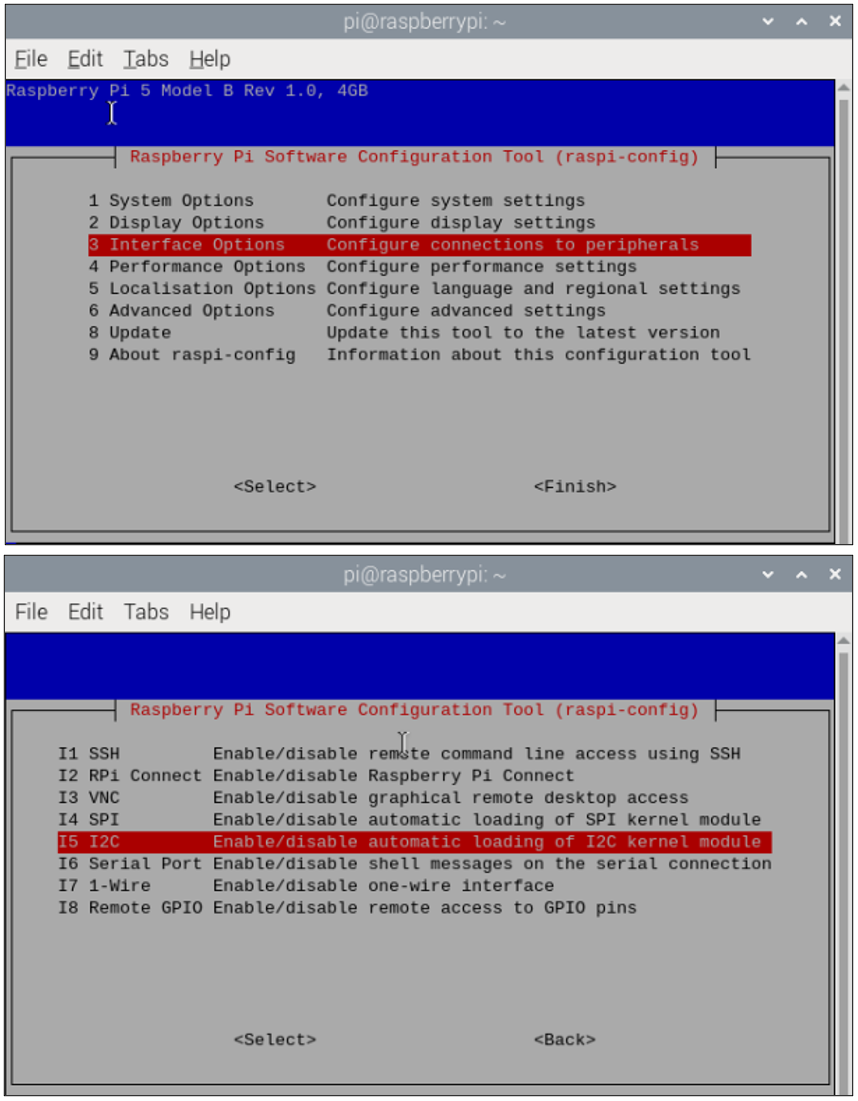 pi@raspberrypi: ~
File Edit Tabs Help
Raspberry Pi 5 Model B Rev 1.0, 4GB
Raspberry Pi Software Configuration Tool (raspi-config)
1 System Options Configure system settings
2 Display Options Configure display settings
3 Interface Options Configure connections to peripherals
4 Performance Options Configure performance settings
5 Localisation Options Configure language and regional settings
6 Advanced Options Configure advanced settings
8 Update Update this tool to the latest version
9 About raspi-config Information about this configuration tool
<Select> <Finish>
pi@raspberrypi: ~
File Edit Tabs Help
Raspberry Pi Software Configuration Tool (raspi-config)
I1 SSH Enable/disable remote command line access using SSH
I2 RPi Connect Enable/disable Raspberry Pi Connect
I3 VNC Enable/disable graphical remote desktop access
I4 SPI Enable/disable automatic loading of SPI kernel module
I5 I2C Enable/disable automatic loading of I2C kernel module
I6 Serial Port Enable/disable shell messages on the serial connection
I7 1-Wire Enable/disable one-wire interface
I8 Remote GPIO Enable/disable remote access to GPIO pins
<Select> <Back>